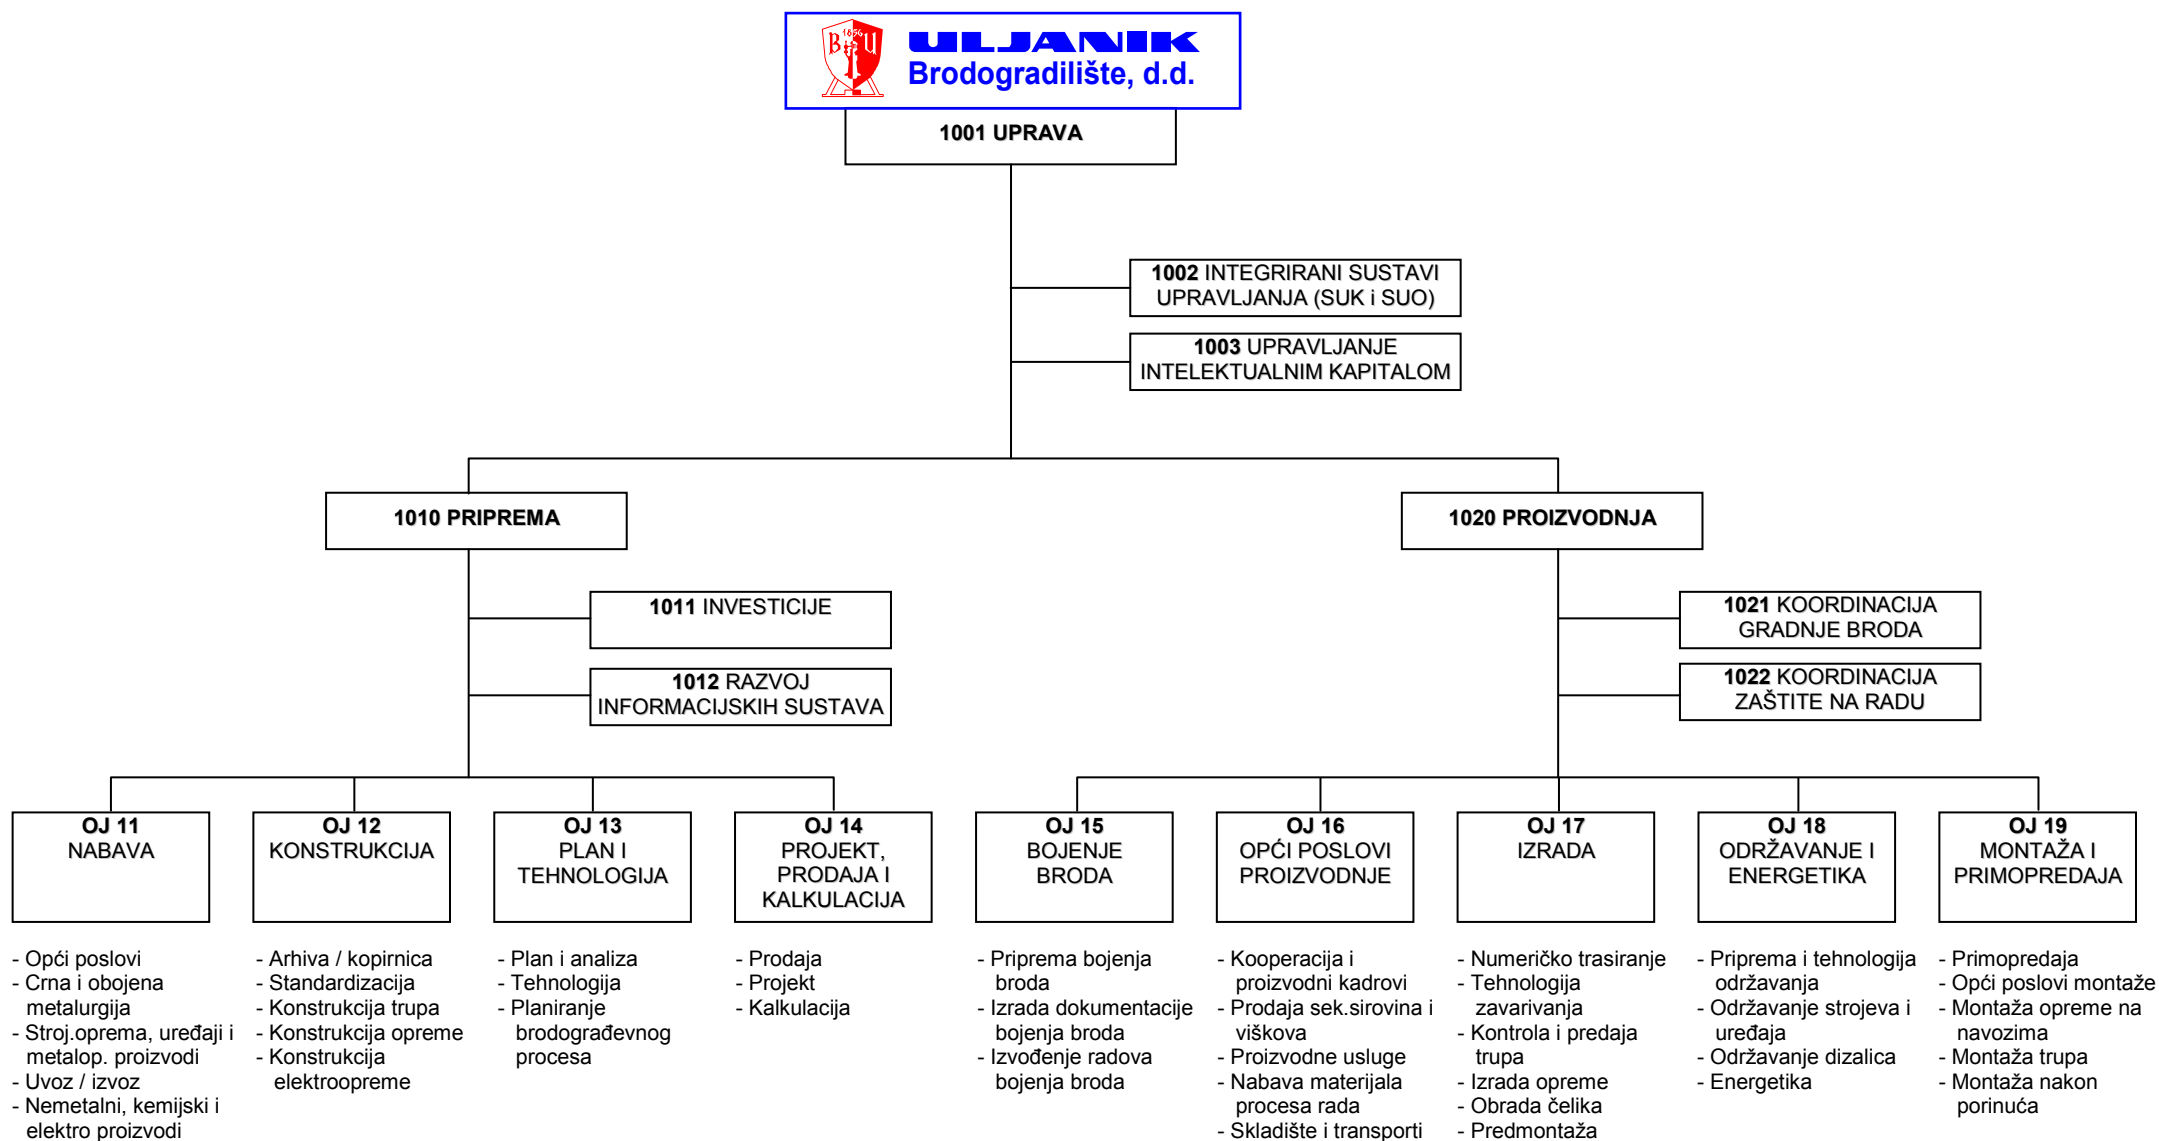 B 1856 U
ULJANIK
Brodogradilište, d.d.
1001 UPRAVA
1002 INTEGRIRANI SUSTAVI
UPRAVLJANJA (SUK i SUO)
1003 UPRAVLJANJE
INTELEKTUALNIM KAPITALOM
1010 PRIPREMA
1020 PROIZVODNJA
1011 INVESTICIJE
1012 RAZVOJ
INFORMACIJSKIH SUSTAVA
1021 KOORDINACIJA
GRADNJE BRODA
1022 KOORDINACIJA
ZAŠTITE NA RADU
OJ 11
NABAVA
- Opći poslovi
- Crna i obojena
metalurgija
- Stroj.oprema, uređaji i
metalop. proizvodi
- Uvoz / izvoz
- Nemetalni, kemijski i
elektro proizvodi
OJ 12
KONSTRUKCIJA
- Arhiva / kopirnica
- Standardizacija
- Konstrukcija trupa
- Konstrukcija opreme
- Konstrukcija
elektroopreme
OJ 13
PLAN I
TEHNOLOGIJA
- Plan i analiza
- Tehnologija
- Planiranje
brodograđevnog
procesa
OJ 14
PROJEKT,
PRODAJA I
KALKULACIJA
- Prodaja
- Projekt
- Kalkulacija
OJ 15
BOJENJE
BRODA
- Priprema bojenja
broda
- Izrada dokumentacije
bojenja broda
- Izvođenje radova
bojenja broda
OJ 16
OPĆI POSLOVI
PROIZVODNJE
- Kooperacija i
proizvodni kadrovi
- Prodaja sek.sirovina i
viškova
- Proizvodne usluge
- Nabava materijala
procesa rada
- Skladište i transporti
OJ 17
IZRADA
- Numeričko trasiranje
- Tehnologija
zavarivanja
- Kontrola i predaja
trupa
- Izrada opreme
- Obrada čelika
- Predmontaža
OJ 18
ODRŽAVANJE I
ENERGETIKA
- Priprema i tehnologija
održavanja
- Održavanje strojeva i
uređaja
- Održavanje dizalica
- Energetika
OJ 19
MONTAŽA I
PRIMOPREDAJA
- Primopredaja
- Opći poslovi montaže
- Montaža opreme na
navozima
- Montaža trupa
- Montaža nakon
porinuća